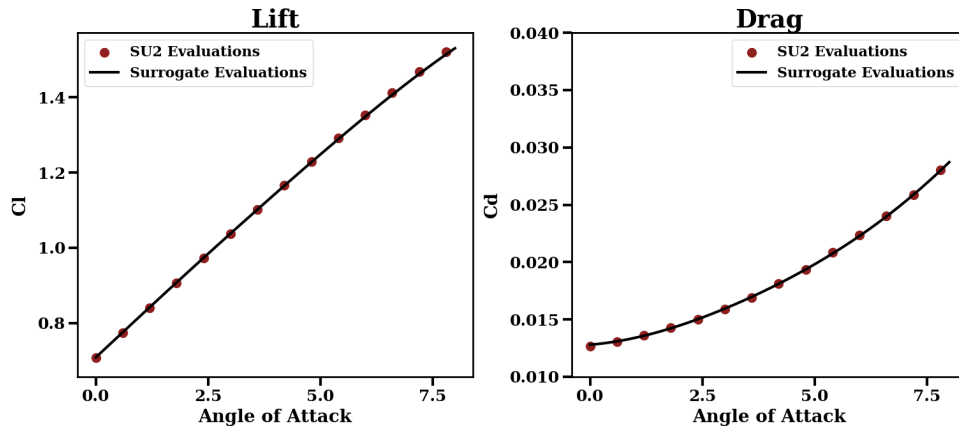 Lift
SU2 Evaluations
Surrogate Evaluations
1.4
1.2
1.0
0.8
Cl
0.0 2.5 5.0 7.5
Angle of Attack
Drag
SU2 Evaluations
Surrogate Evaluations
0.040
0.035
0.030
0.025
0.020
0.015
0.010
Cd
0.0 2.5 5.0 7.5
Angle of Attack